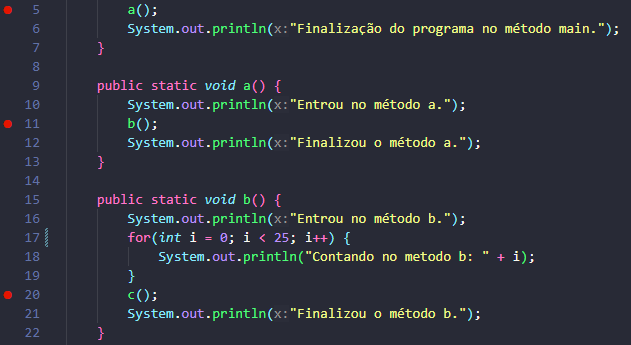 5 a();
6 System.out.println(x:"Finalização do programa no método main.");
7 }
8
9 public static void a() {
10 System.out.println(x:"Entrou no método a.");
11 b();
12 System.out.println(x:"Finalizou o método a.");
13 }
14
15 public static void b() {
16 System.out.println(x:"Entrou no método b.");
17 for(int i = 0; i < 25; i++) {
18 System.out.println("Contando no metodo b: " + i);
19 }
20 c();
21 System.out.println(x:"Finalizou o método b.");
22 }